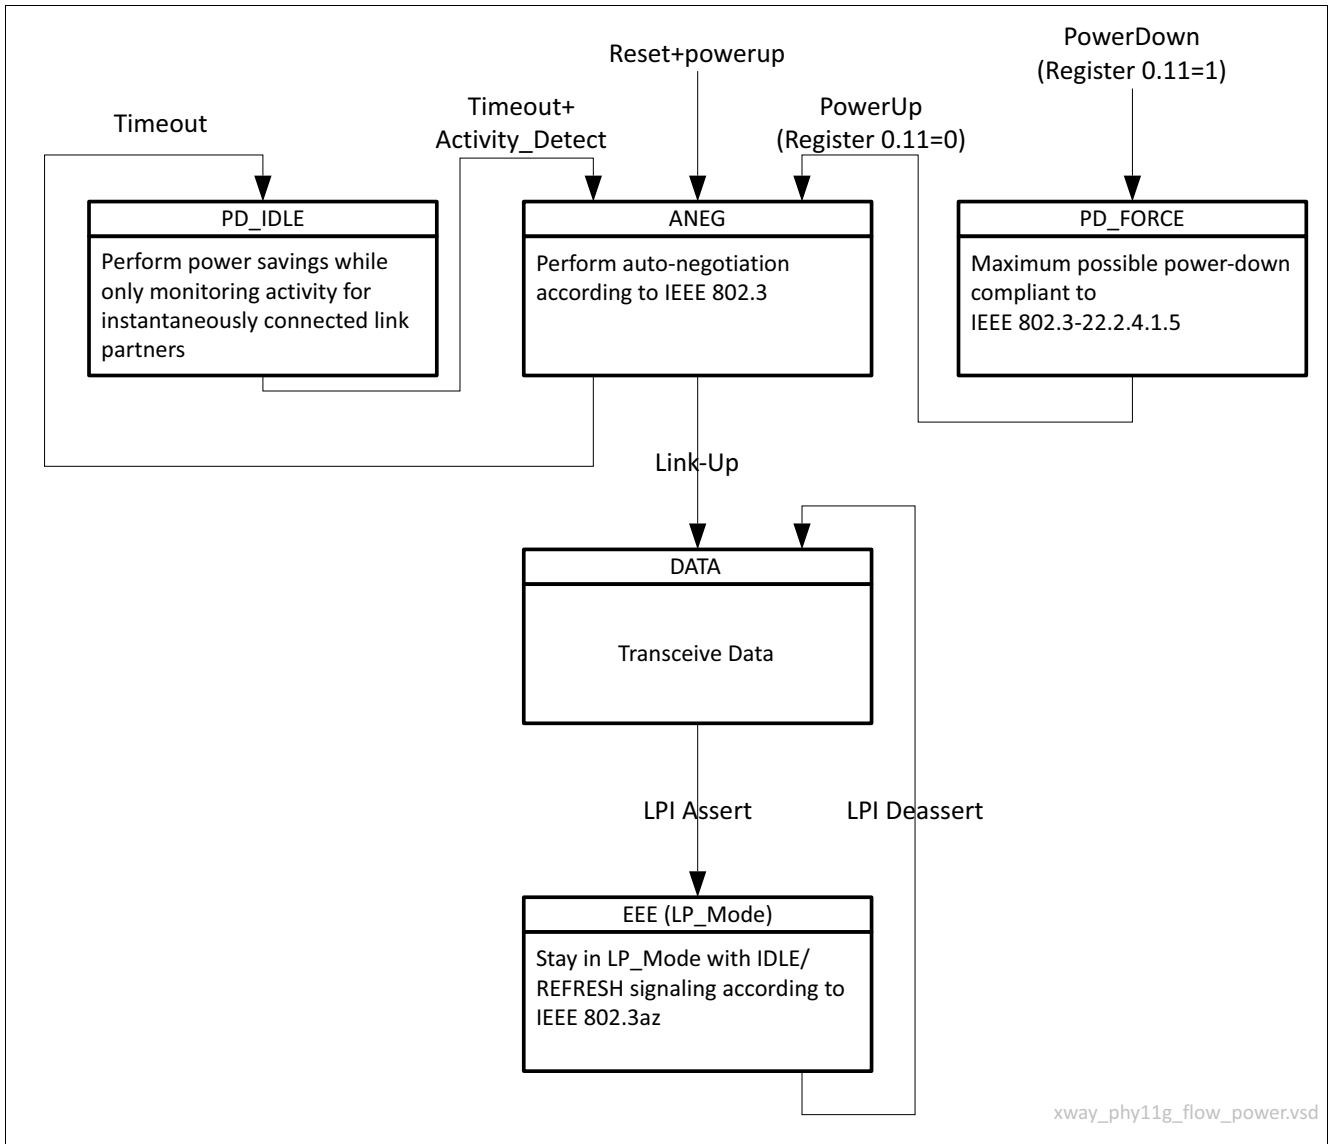 PowerDown
(Register 0.11=1)
Reset+powerup
Timeout
Timeout+
Activity_Detect
PowerUp
(Register 0.11=0)
PD_IDLE
Perform power savings while
only monitoring activity for
instantaneously connected link
partners
ANEG
Perform auto-negotiation
according to IEEE 802.3
PD_FORCE
Maximum possible power-down
compliant to
IEEE 802.3-22.2.4.1.5
Link-Up
DATA
Transceive Data
LPI Assert
LPI Deassert
EEE (LP_Mode)
Stay in LP_Mode with IDLE/
REFRESH signaling according to
IEEE 802.3az
xway_phy11g_flow_power.vsd